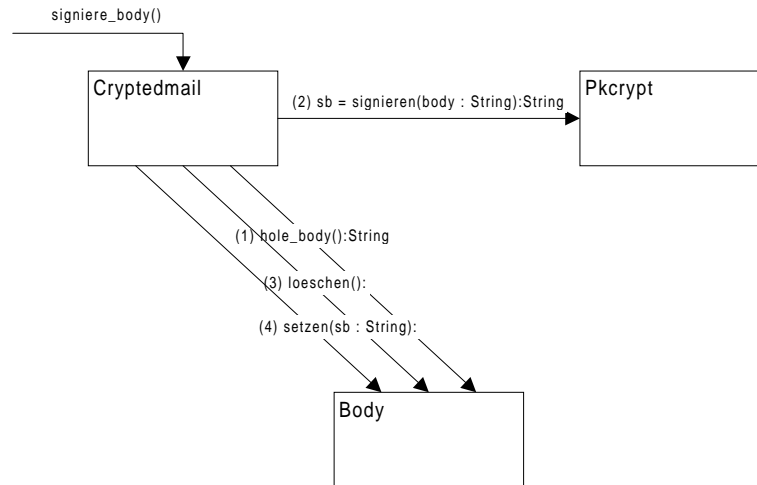 signiere_body()
Cryptedmail
(2) sb = signieren(body : String):String
Pkcrypt
(1) hole_body():String
(3) loeschen():
(4) setzen(sb : String):
Body